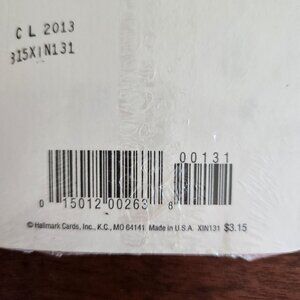 C L 2013
315XIN131
00131
0 15012 00263 8
© Hallmark Cards, Inc., K.C., MO 64141 Made in U.S.A. XIN131 $3.15